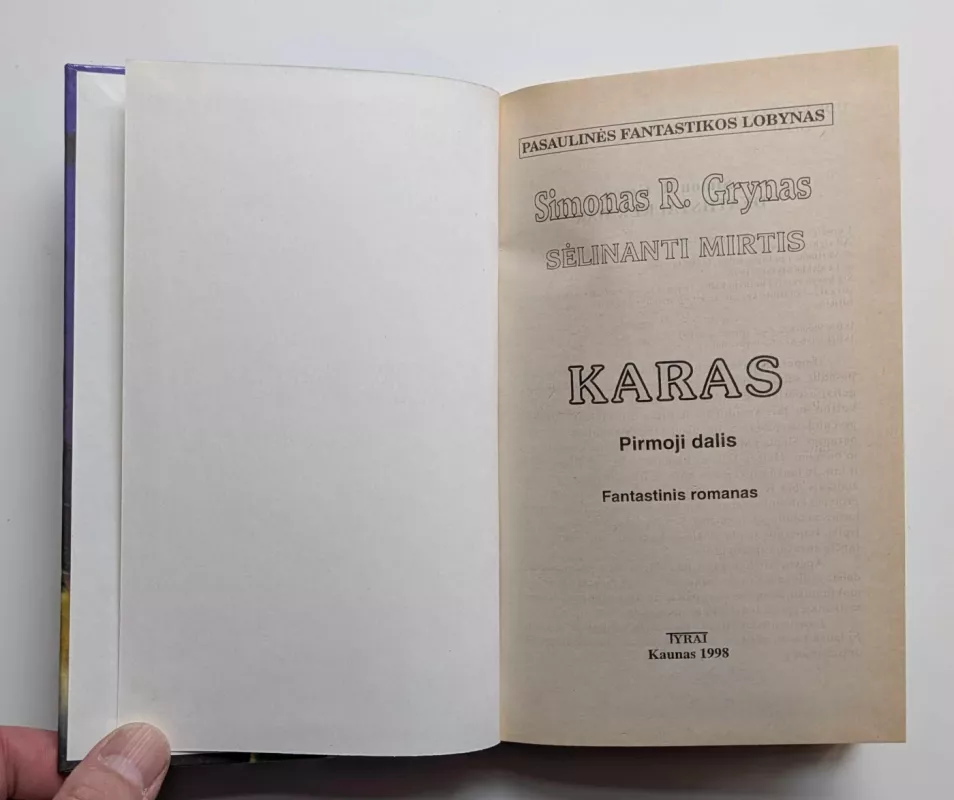 PASAULINĖS FANTASTIKOS LOBYNAS
Simonas R. Grynas
SĖLINANTI MIRTIS
KARAS
Pirmoji dalis
Fantastinis romanas
TYRAI
Kaunas 1998